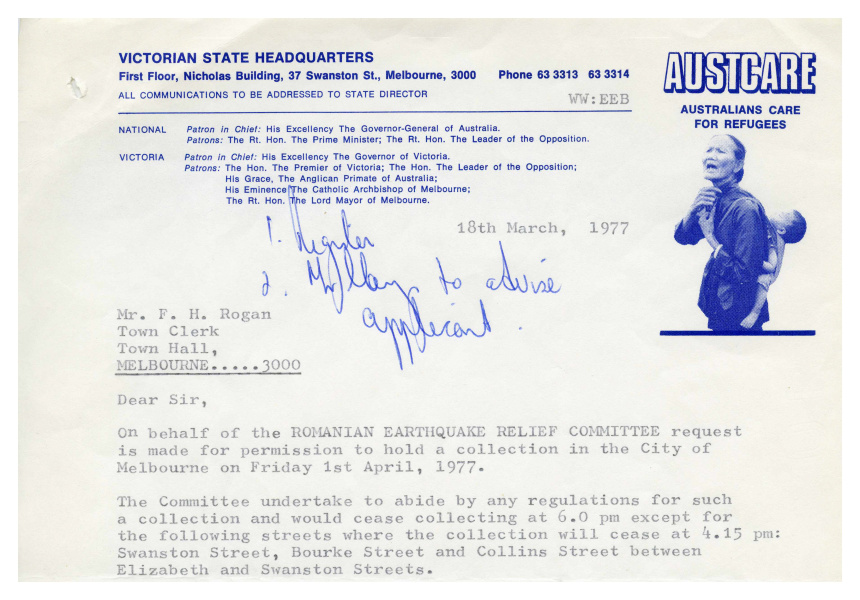 VICTORIAN STATE HEADQUARTERS
First Floor, Nicholas Building, 37 Swanston St., Melbourne, 3000 Phone 63 3313 63 3314
ALL COMMUNICATIONS TO BE ADDRESSED TO STATE DIRECTOR
WW:EEB
AUSTCARE
AUSTRALIANS CARE
FOR REFUGEES
NATIONAL Patron in Chief: His Excellency The Governor-General of Australia.
Patrons: The Rt. Hon. The Prime Minister; The Rt. Hon. The Leader of the Opposition.
VICTORIA Patron in Chief: His Excellency The Governor of Victoria.
Patrons: The Hon. The Premier of Victoria; The Hon. The Leader of the Opposition;
His Grace, The Anglican Primate of Australia;
His Eminence The Catholic Archbishop of Melbourne;
The Rt. Hon. The Lord Mayor of Melbourne.
18th March, 1977
1. Register
2. to advise
applicant.
Mr. F. H. Rogan
Town Clerk
Town Hall,
MELBOURNE.....3000
Dear Sir,
On behalf of the ROMANIAN EARTHQUAKE RELIEF COMMITTEE request
is made for permission to hold a collection in the City of
Melbourne on Friday 1st April, 1977.
The Committee undertake to abide by any regulations for such
a collection and would cease collecting at 6.0 pm except for
the following streets where the collection will cease at 4.15 pm:
Swanston Street, Bourke Street and Collins Street between
Elizabeth and Swanston Streets.